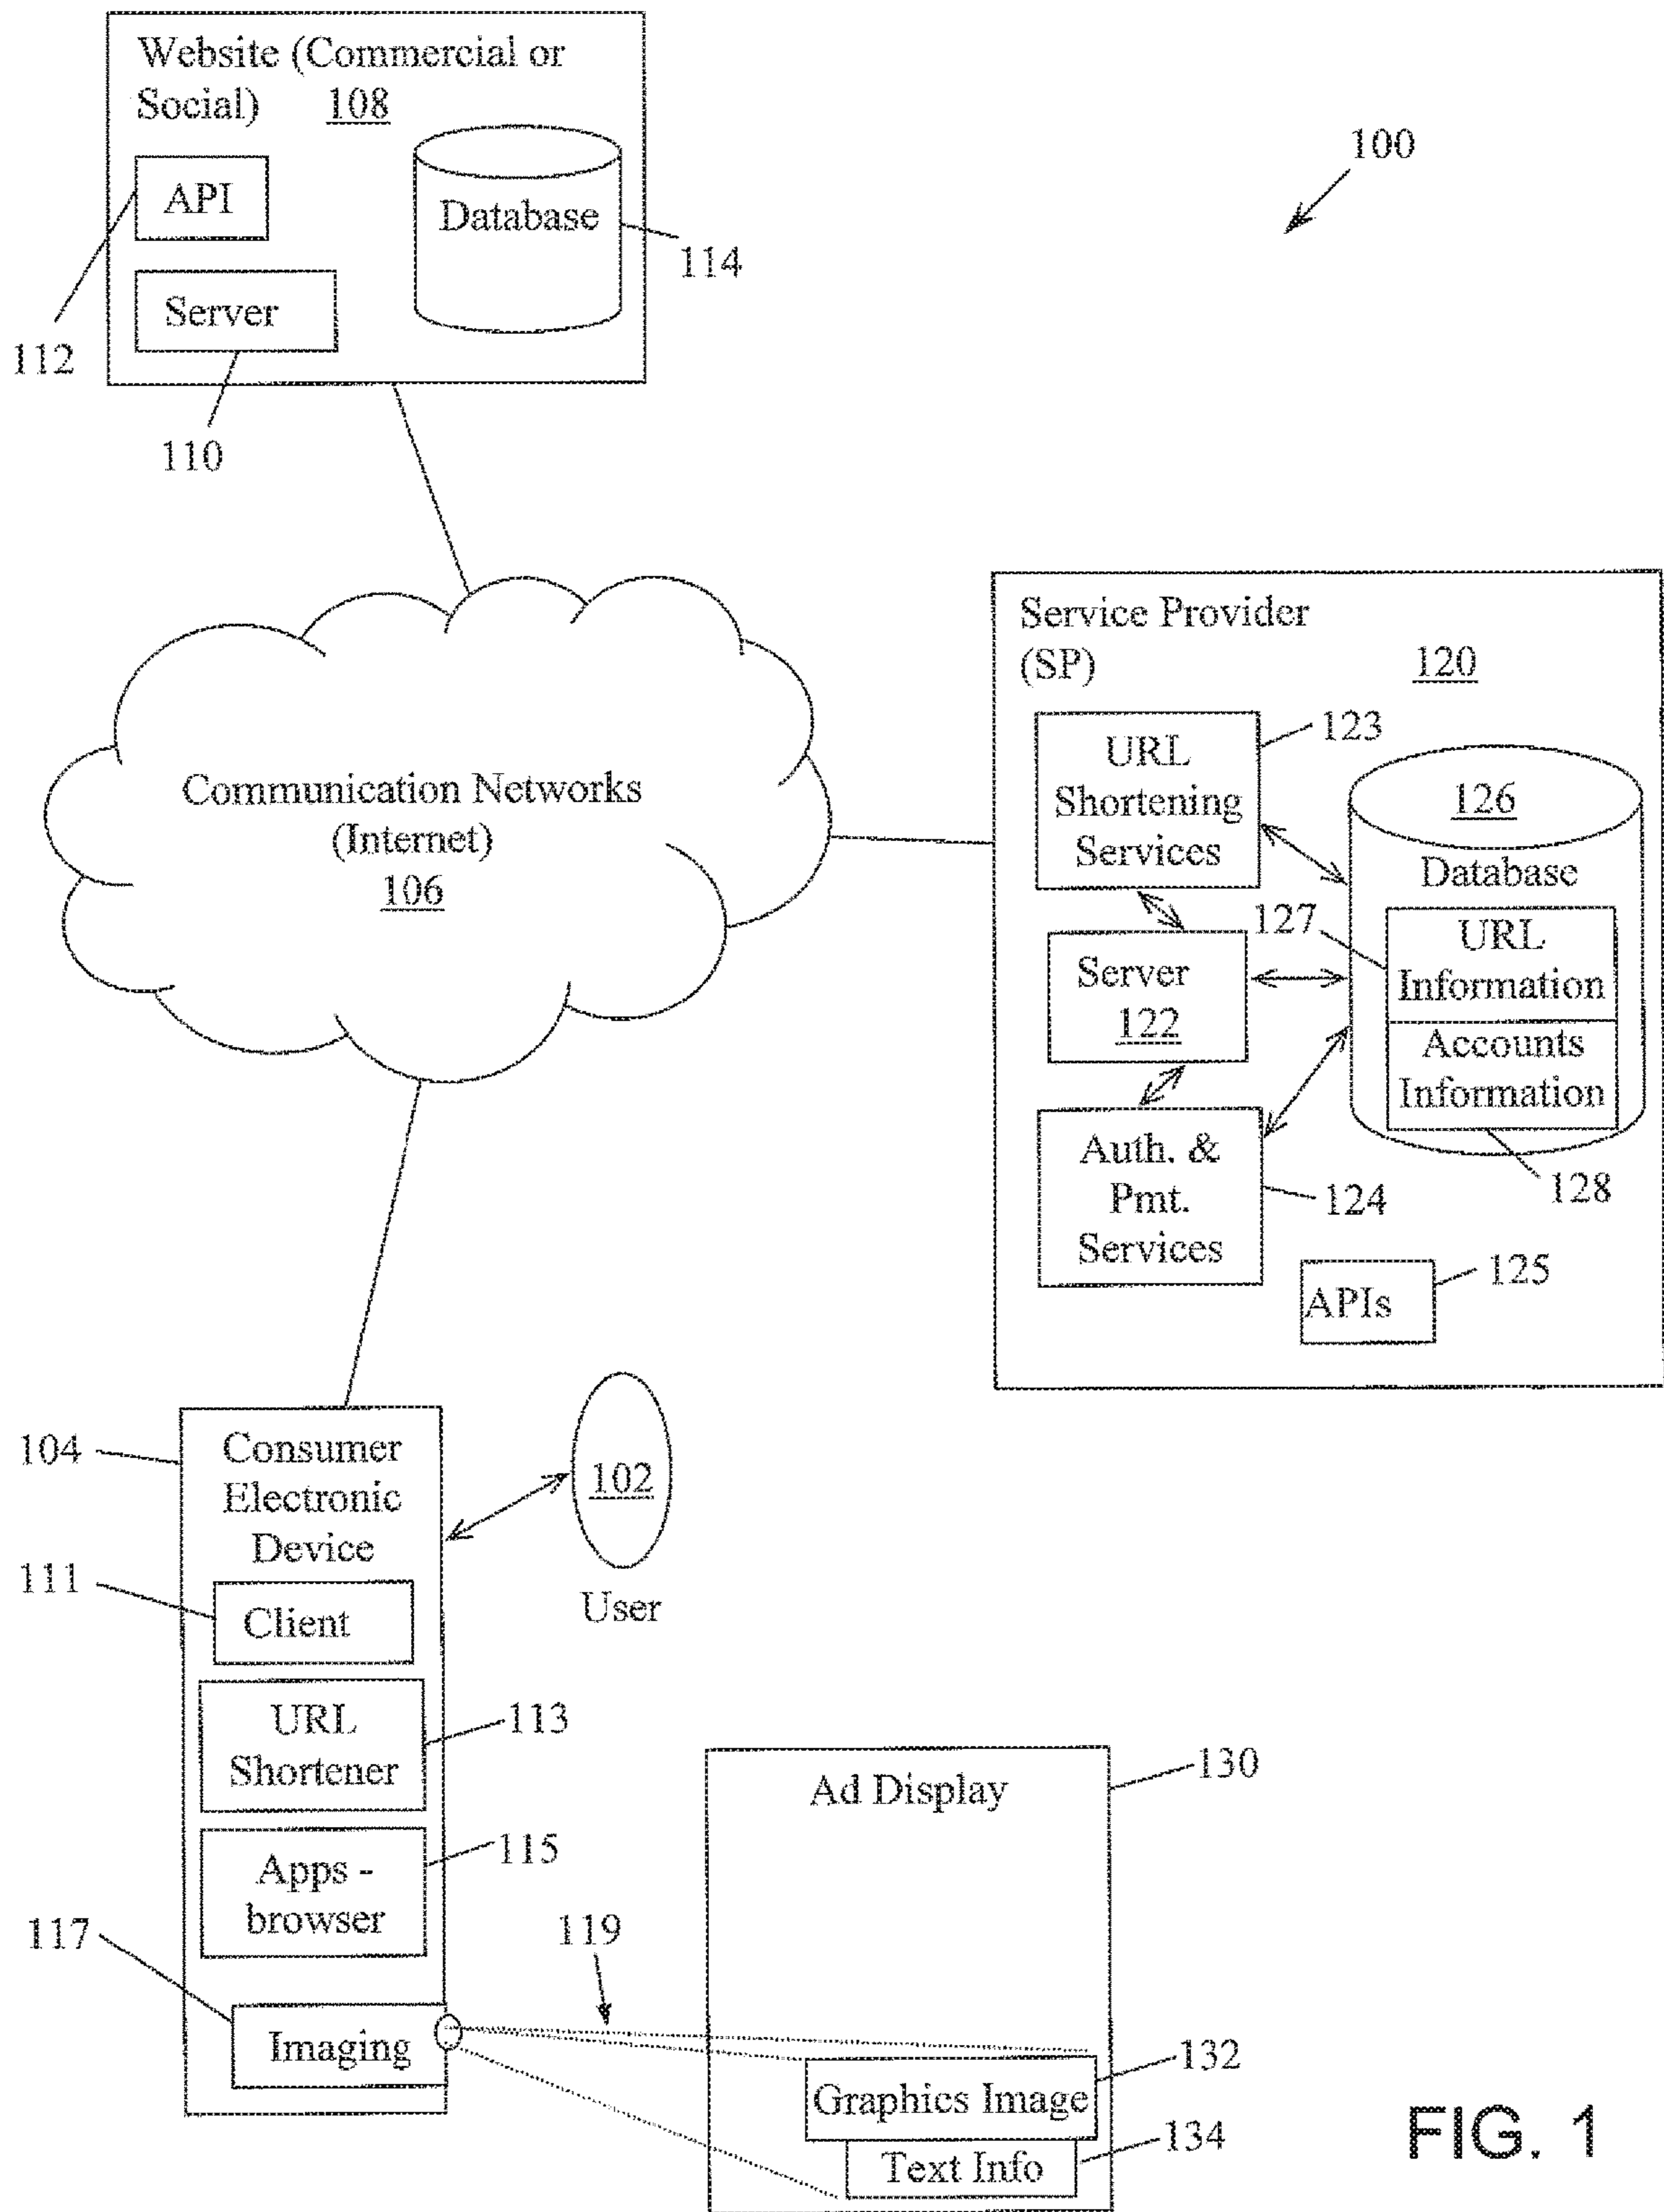 Website (Commercial or
Social) 108
API
Database
Server
112
110
114
100
Communication Networks
(Internet)
106
Service Provider
(SP)
120
URL
Shortening
Services
123
126
Database
127
URL
Information
Server
122
Accounts
Information
128
Auth. &
Pmt.
Services
124
APIs
125
104
Consumer
Electronic
Device
102
User
111
Client
URL
Shortener
113
Apps -
browser
115
117
Imaging
119
Ad Display
130
Graphics Image
132
Text Info
134
FIG. 1